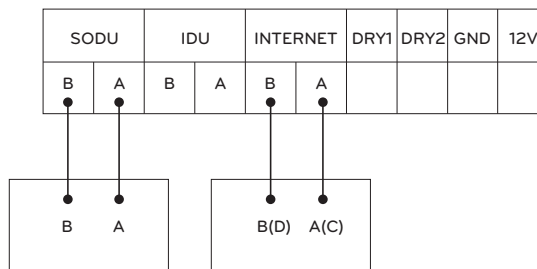 SODU IDU INTERNET DRY1 DRY2 GND 12V
B A B A B A
B A B(D) A(C)